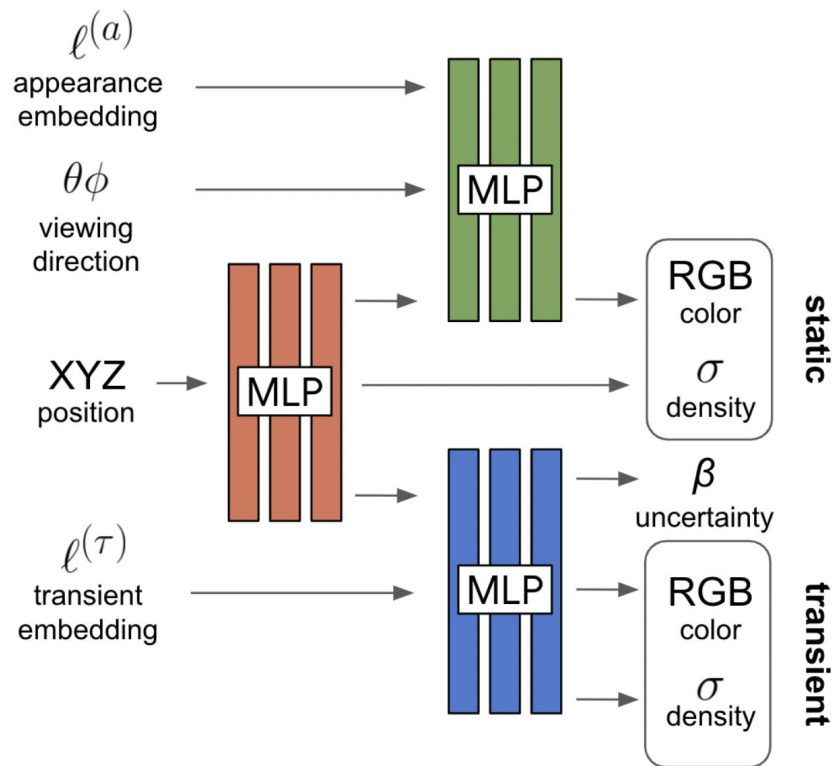 ℓ(a)
appearance
embedding
θϕ
viewing
direction
XYZ
position
ℓ(τ)
transient
embedding
MLP
MLP
MLP
RGB
color
σ
density
static
β
uncertainty
RGB
color
σ
density
transient